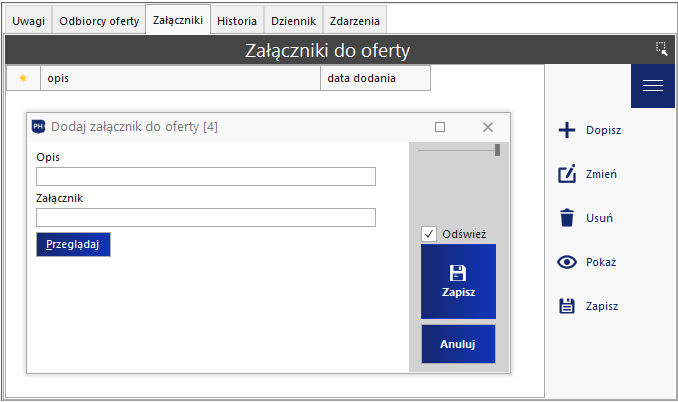 Uwagi Odbiorcy oferty Załączniki Historia Dziennik Zdarzenia
Załączniki do oferty
opis data dodania
PH Dodaj załącznik do oferty [4]
Opis
Załącznik
Przeglądaj
Odśwież
Zapisz
Anuluj
Dopisz
Zmień
Usuń
Pokaż
Zapisz